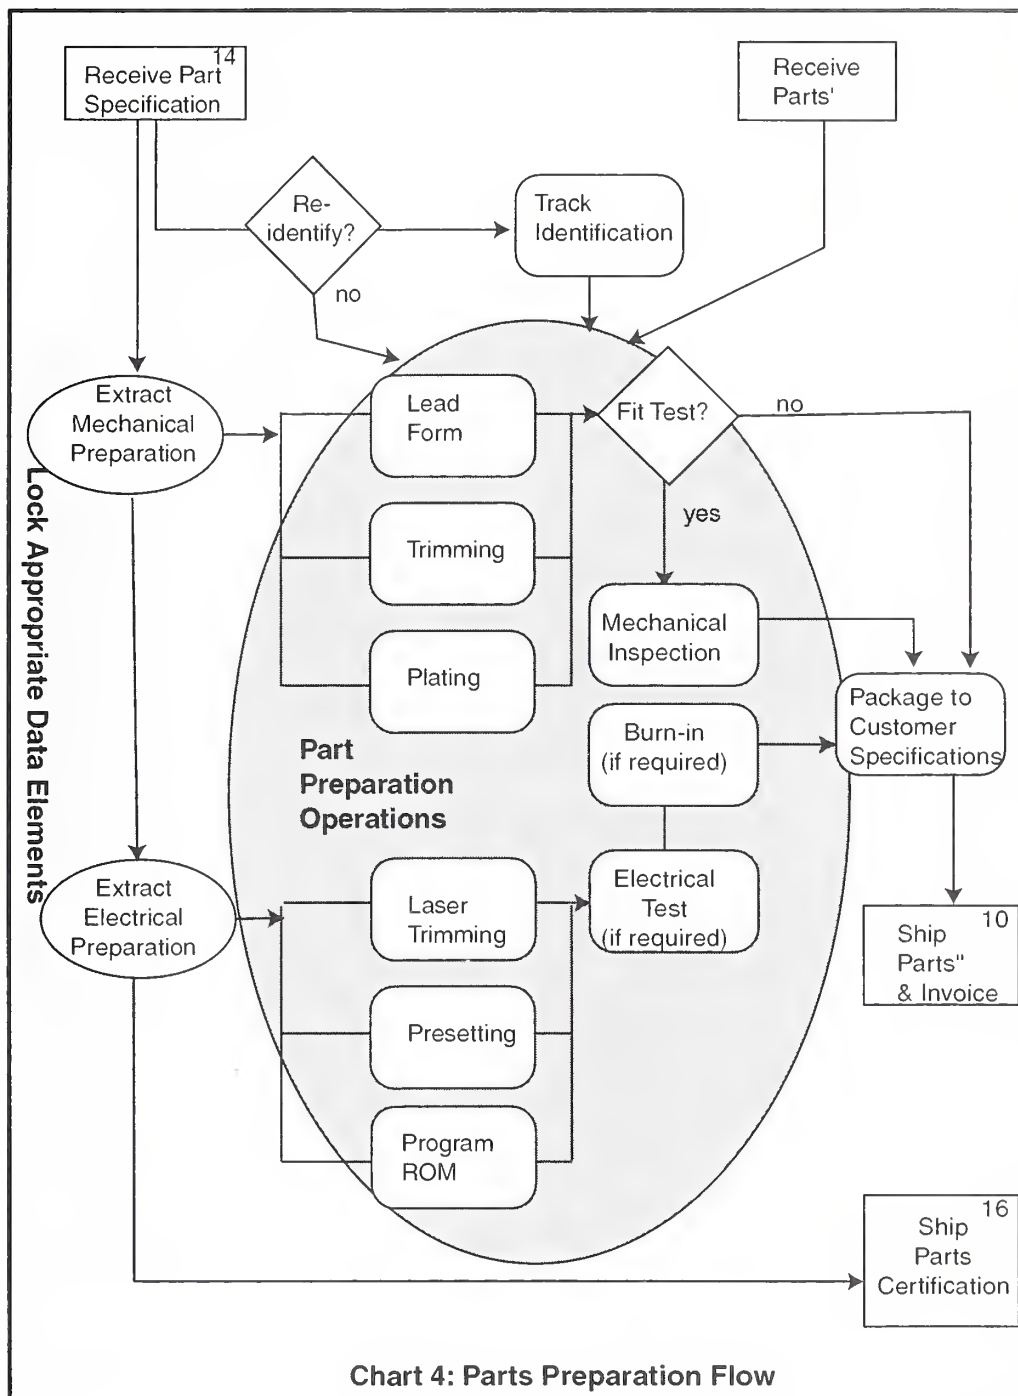 14
Receive Part
Specification
Receive
Parts'
Re-
identify?
Track
Identification
no
Extract
Mechanical
Preparation
Lead
Form
Fit Test?
no
yes
Trimming
Mechanical
Inspection
Plating
Package to
Customer
Specifications
Burn-in
(if required)
Part
Preparation
Operations
Lock Appropriate Data Elements
Extract
Electrical
Preparation
Laser
Trimming
Electrical
Test
(if required)
10
Ship
Parts"
& Invoice
Presetting
Program
ROM
16
Ship
Parts
Certification
Chart 4: Parts Preparation Flow